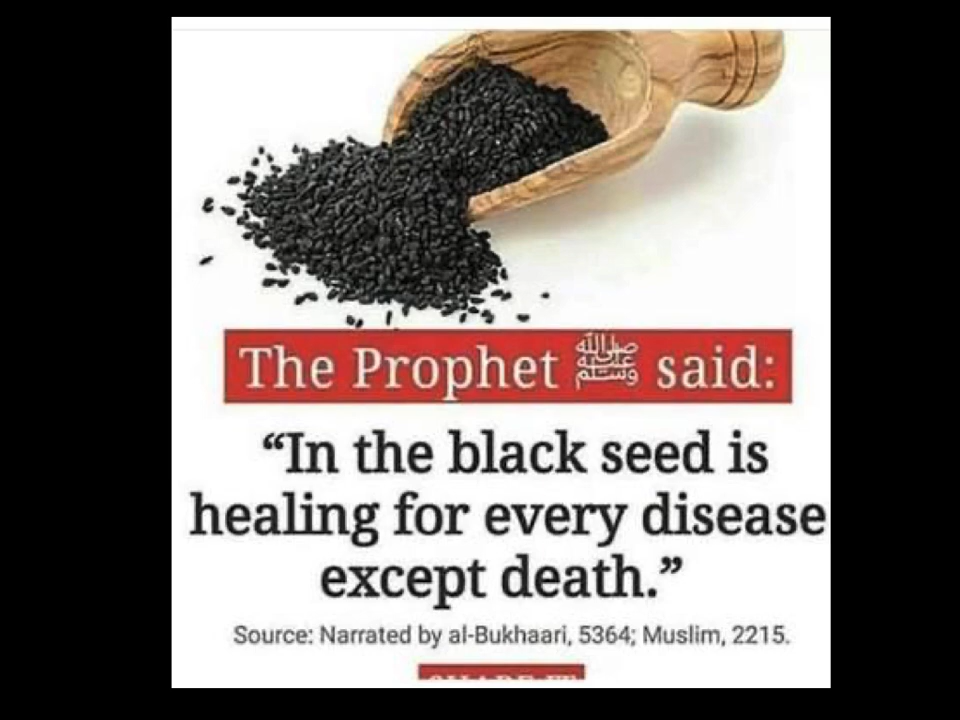 The Prophet ﷺ said:
“In the black seed is
healing for every disease
except death.”
Source: Narrated by al-Bukhaari, 5364; Muslim, 2215.